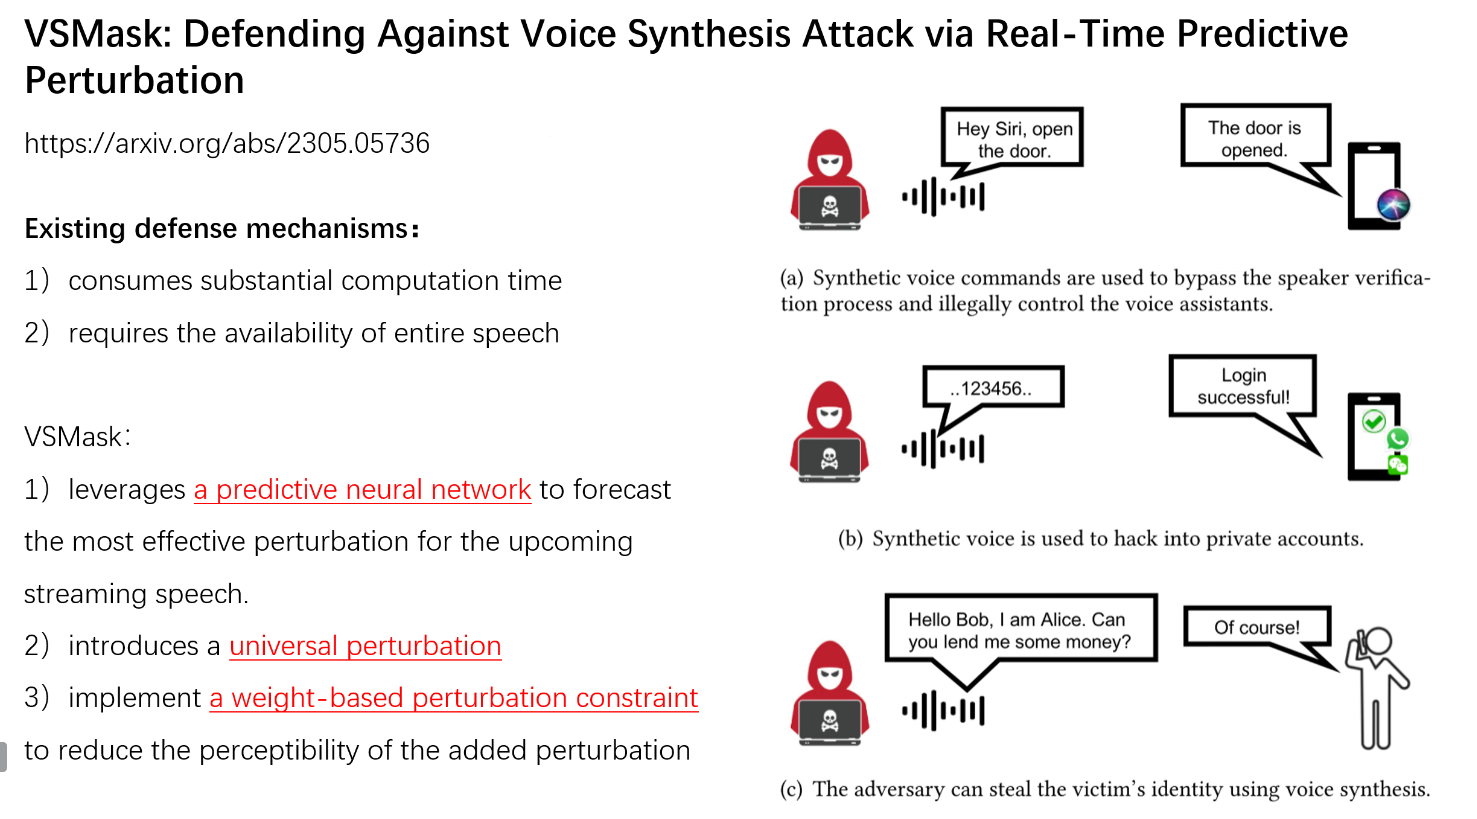 VSMask: Defending Against Voice Synthesis Attack via Real-Time Predictive
Perturbation
https://arxiv.org/abs/2305.05736
Existing defense mechanisms：
1）consumes substantial computation time
2）requires the availability of entire speech
VSMask：
1）leverages a predictive neural network to forecast
the most effective perturbation for the upcoming
streaming speech.
2）introduces a universal perturbation
3）implement a weight-based perturbation constraint
to reduce the perceptibility of the added perturbation
Hey Siri, open
the door.
The door is
opened.
(a) Synthetic voice commands are used to bypass the speaker verifica-
tion process and illegally control the voice assistants.
..123456..
Login
successful!
(b) Synthetic voice is used to hack into private accounts.
Hello Bob, I am Alice. Can
you lend me some money?
Of course!
(c) The adversary can steal the victim's identity using voice synthesis.